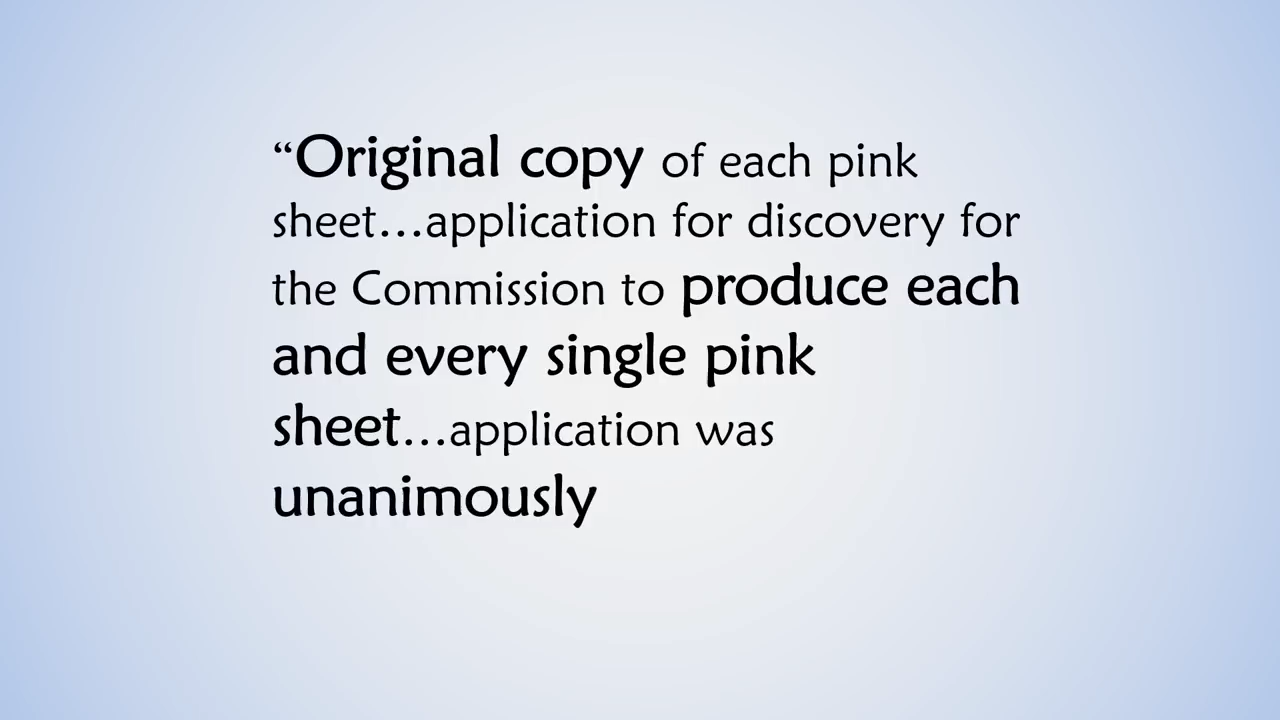 “Original copy of each pink
sheet…application for discovery for
the Commission to produce each
and every single pink
sheet…application was
unanimously